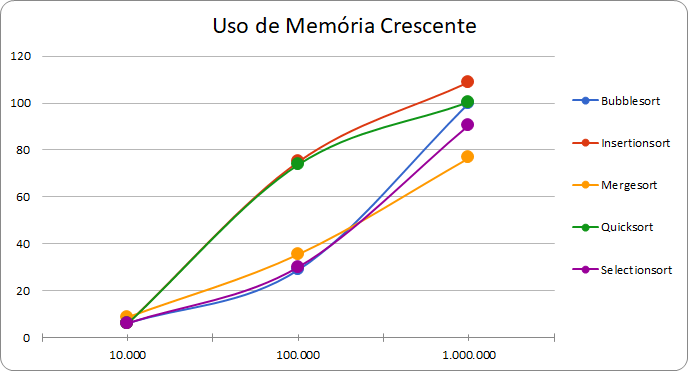 Uso de Memória Crescente
120
100
80
60
40
20
0
10.000
100.000
1.000.000
Bubblesort
Insertionsort
Mergesort
Quicksort
Selectionsort